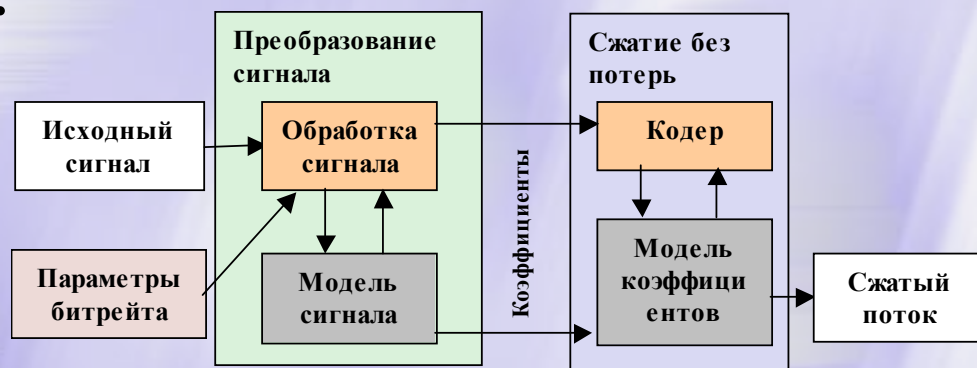 Преобразование
сигнала
Сжатие без
потерь
Исходный
сигнал
Обработка
сигнала
Кодер
Коэффициенты
Параметры
битрейта
Модель
сигнала
Модель
коэффици
ентов
Сжатый
поток